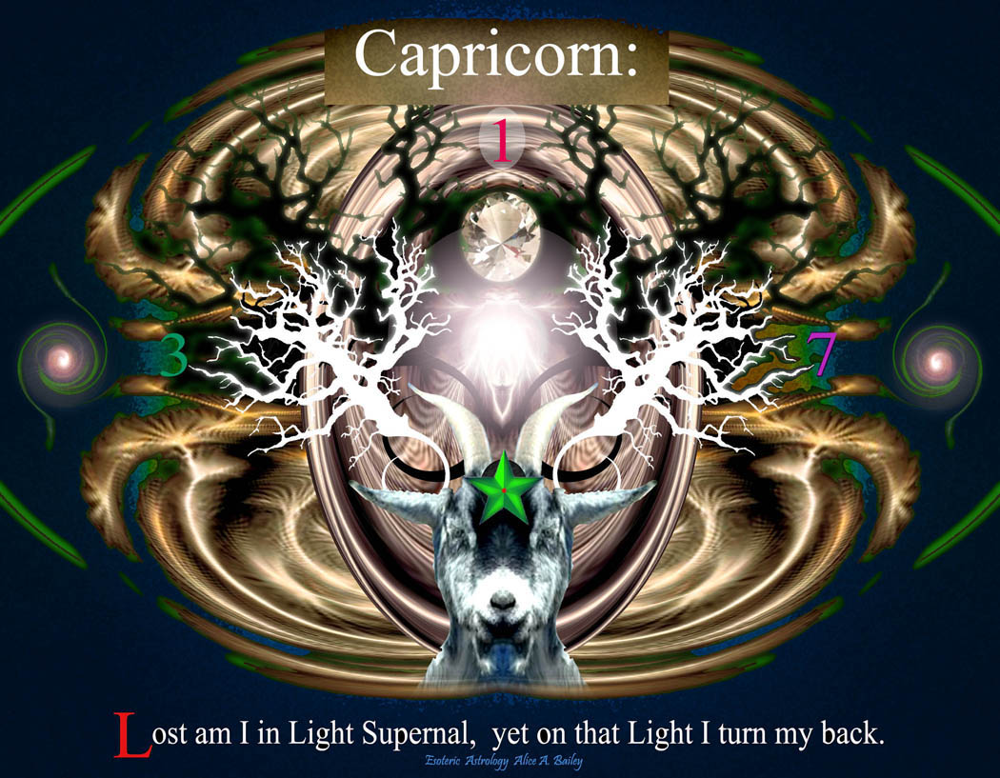 Capricorn:
1
3 7
Lost am I in Light Supernal, yet on that Light I turn my back.
Esoteric Astrology Alice A. Bailey